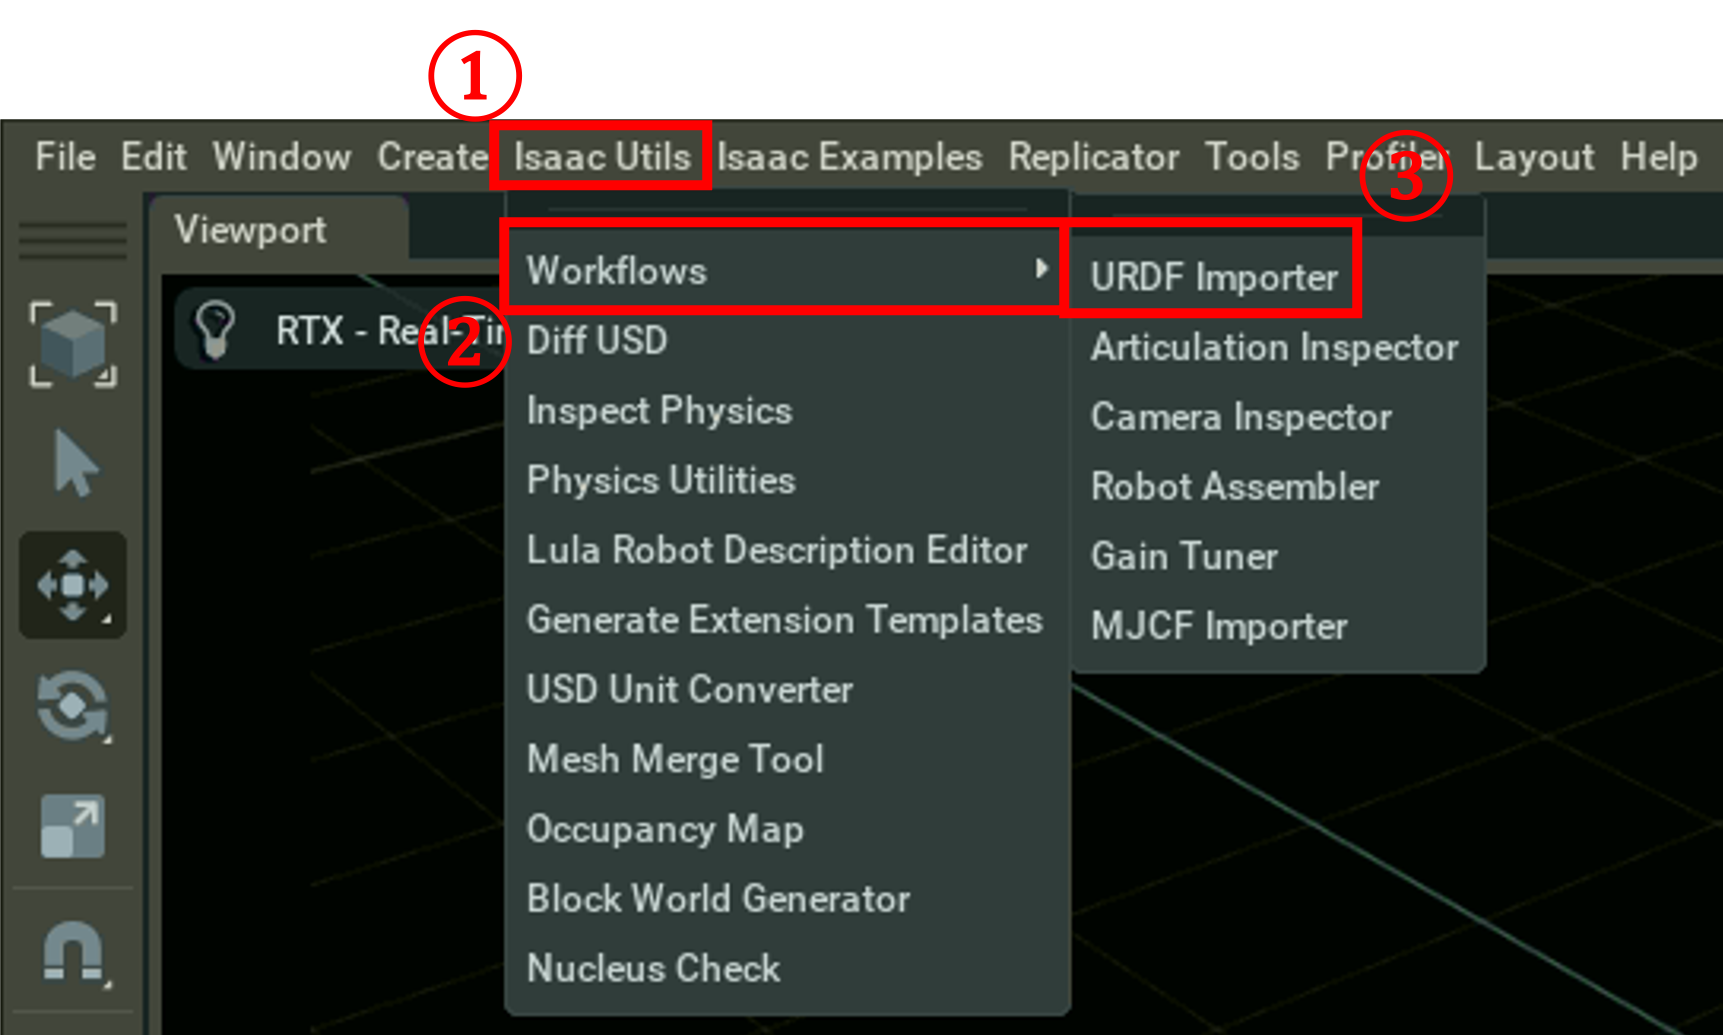 ①
File Edit Window Create Isaac Utils Isaac Examples Replicator Tools Profiler Layout Help
③
Viewport
Workflows
URDF Importer
②
RTX - Real-Tim
Diff USD
Articulation Inspector
Inspect Physics
Camera Inspector
Physics Utilities
Robot Assembler
Lula Robot Description Editor
Gain Tuner
Generate Extension Templates
MJCF Importer
USD Unit Converter
Mesh Merge Tool
Occupancy Map
Block World Generator
Nucleus Check